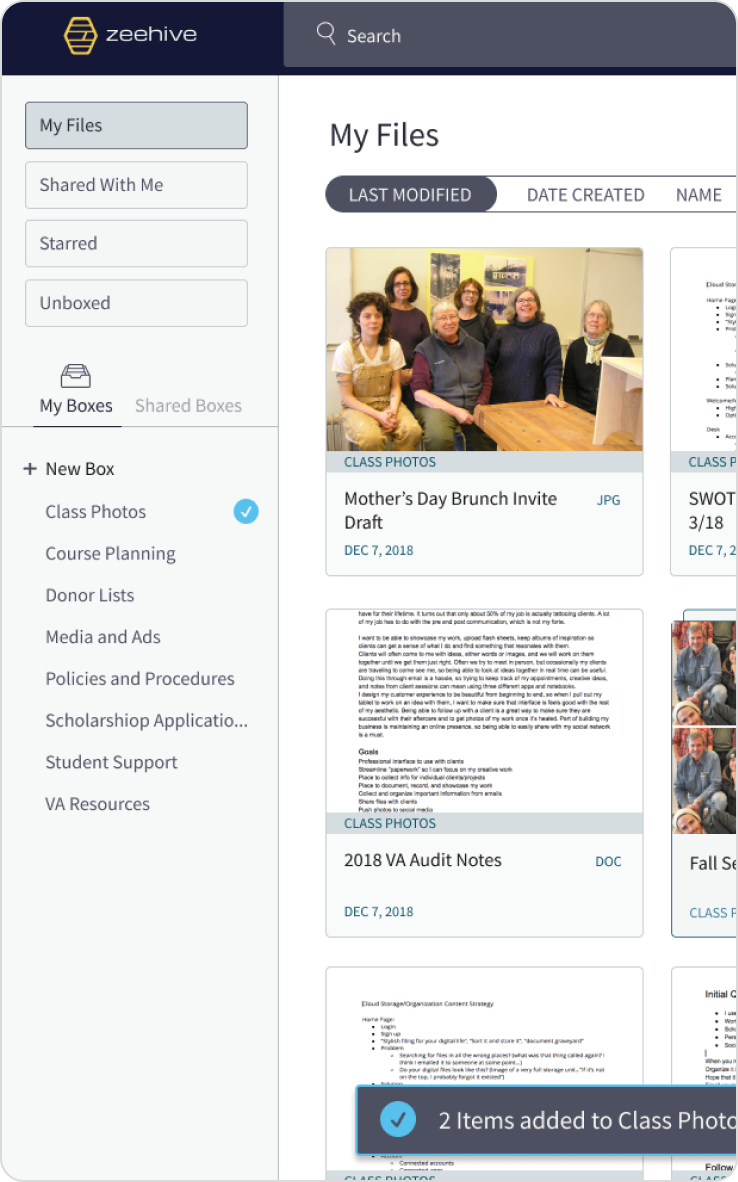 zeehive
Search
My Files
Shared With Me
Starred
Unboxed
My Boxes
Shared Boxes
+ New Box
Class Photos
Course Planning
Donor Lists
Media and Ads
Policies and Procedures
Scholarshiop Applicatio...
Student Support
VA Resources
My Files
LAST MODIFIED
DATE CREATED
NAME
CLASS PHOTOS
Mother's Day Brunch Invite
Draft
JPG
DEC 7, 2018
Cloud Stor
Home Page
Welcome/
Desk
CLASS P
SWOT
3/18
DEC 7, 2
have for their lifetime. It turns out that only about 50% of my job is actually tattooing clients. A lot
of my job has to do with the pre and post communication, which is not my forte.
I want to be able to showcase my work, upload flash sheets, keep albums of inspiration so
clients can get a sense of what I do and find something that resonates with them.
Clients will often come to me with ideas, either words or images, and we will work on them
together until we get them just right. Often we try to meet in person, but occasionally my clients
are traveling to come see me, so being able to look at ideas together in real time can be useful.
Doing this through email is a hassle, so trying to keep track of my appointments, creative ideas,
and notes from client sessions can mean using three different apps and notebooks.
I design my customer experience to be beautiful from beginning to end, so when I pull out my
tablet to work on an idea with them, I want to make sure that interface is feels good with the rest
of my aesthetic. Being able to follow up with a client is a great way to make sure they are
successful with their aftercare and to get photos of my work once it's healed. Part of building my
business is maintaining an online presence, so being able to easily share with my social network
is a must.
Goals
Professional interface to use with clients
Streamline "paperwork" so I can focus on my creative work
Place to collect info for individual clients/projects
Place to document, record, and showcase my work
Collect and organize important information from emails
Share files with clients
Push photos to social media
CLASS PHOTOS
2018 VA Audit Notes
DOC
DEC 7, 2018
Fall Se
CLASS P
Cloud Storage/Organization Content Strategy
Home Page:
Login
Sign up
"Stylish filing for your digital life", "Sort it and store it", "document graveyard"
Problem
Searching for files in all the wrong places? (what was that thing called again? I
think I emailed it to someone at some point...)
Do your digital files look like this? (Image of a very full storage unit.. "If it's not
on the top, I probably forgot it existed")
Connected accounts
CLASS PHOTOS
Initial Q
I use
Wor
Soli
Pers
Soci
When you n
Organize it
Hope that it
Follow
CLASS P
2 Items added to Class Photo